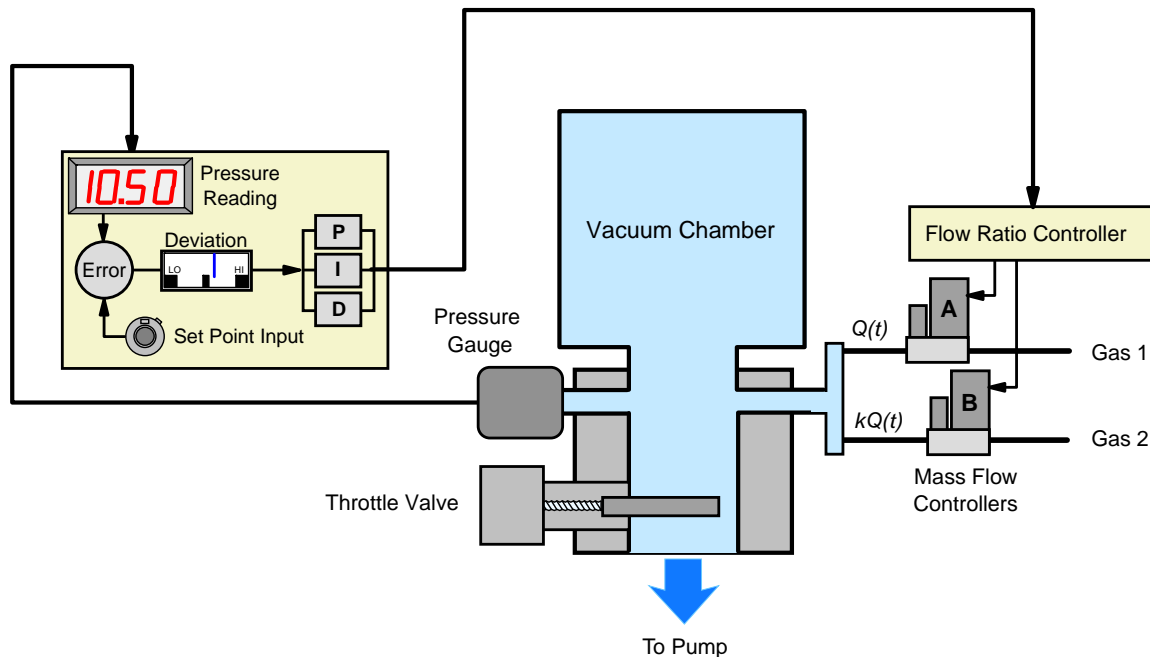 10.50
Pressure
Reading
Deviation
LO
HI
Error
P
I
D
Set Point Input
Vacuum Chamber
Flow Ratio Controller
Pressure
Gauge
A
Q(t)
Gas 1
B
kQ(t)
Gas 2
Mass Flow
Controllers
Throttle Valve
To Pump